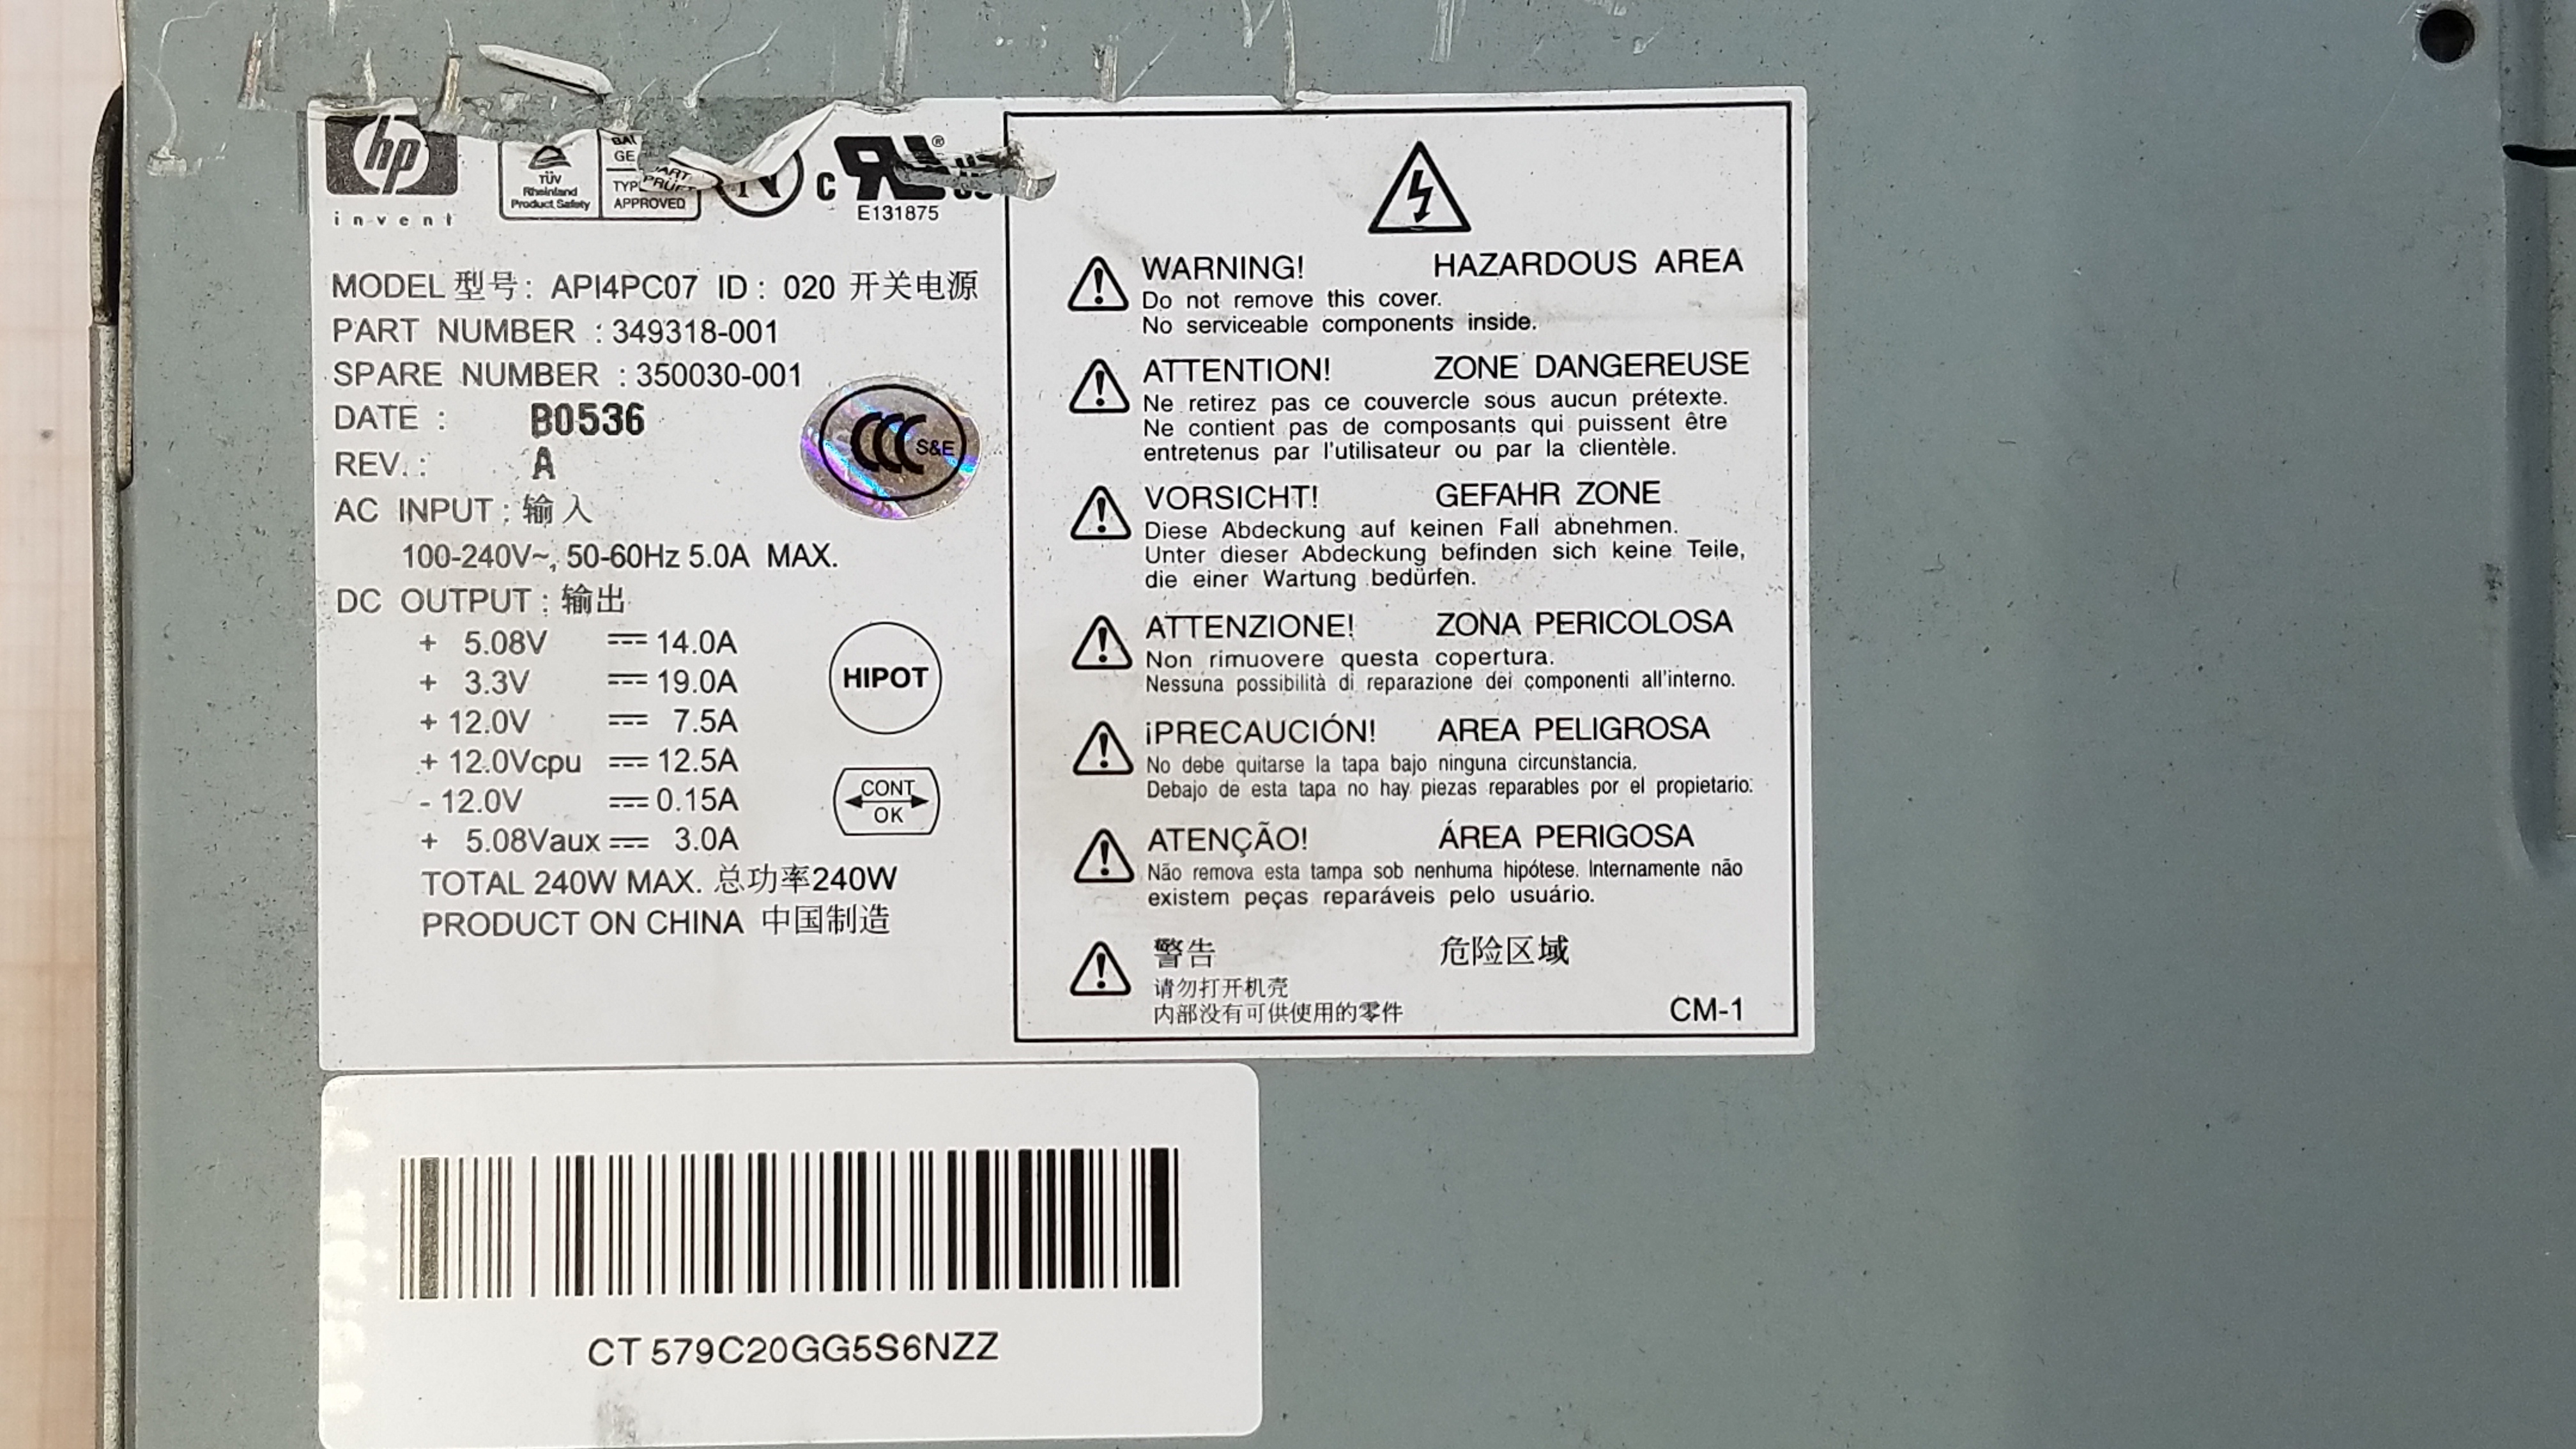 hp
invent
TÜV
Rheinland
Product Safety
GE
APPROVED
N
C
®
E131875
MODEL 型号: API4PC07 ID: 020 开关电源
PART NUMBER : 349318-001
SPARE NUMBER : 350030-001
DATE : B0536
REV. : A
CCC S&E
AC INPUT : 输入
100-240V~, 50-60Hz 5.0A MAX.
DC OUTPUT : 输出
+ 5.08V ⎓ 14.0A
+ 3.3V ⎓ 19.0A
+ 12.0V ⎓ 7.5A
+ 12.0Vcpu ⎓ 12.5A
- 12.0V ⎓ 0.15A
+ 5.08Vaux ⎓ 3.0A
HIPOT
CONT
OK
TOTAL 240W MAX. 总功率240W
PRODUCT ON CHINA 中国制造
WARNING! HAZARDOUS AREA
Do not remove this cover.
No serviceable components inside.
ATTENTION! ZONE DANGEREUSE
Ne retirez pas ce couvercle sous aucun prétexte.
Ne contient pas de composants qui puissent être
entretenus par l'utilisateur ou par la clientèle.
VORSICHT! GEFAHR ZONE
Diese Abdeckung auf keinen Fall abnehmen.
Unter dieser Abdeckung befinden sich keine Teile,
die einer Wartung bedürfen.
ATTENZIONE! ZONA PERICOLOSA
Non rimuovere questa copertura.
Nessuna possibilità di reparazione dei componenti all'interno.
¡PRECAUCIÓN! AREA PELIGROSA
No debe quitarse la tapa bajo ninguna circunstancia.
Debajo de esta tapa no hay piezas reparables por el propietario.
ATENÇÃO! ÁREA PERIGOSA
Não remova esta tampa sob nenhuma hipótese. Internamente não
existem peças reparáveis pelo usuário.
警告 危险区域
请勿打开机壳
内部没有可供使用的零件
CM-1
CT 579C20GG5S6NZZ